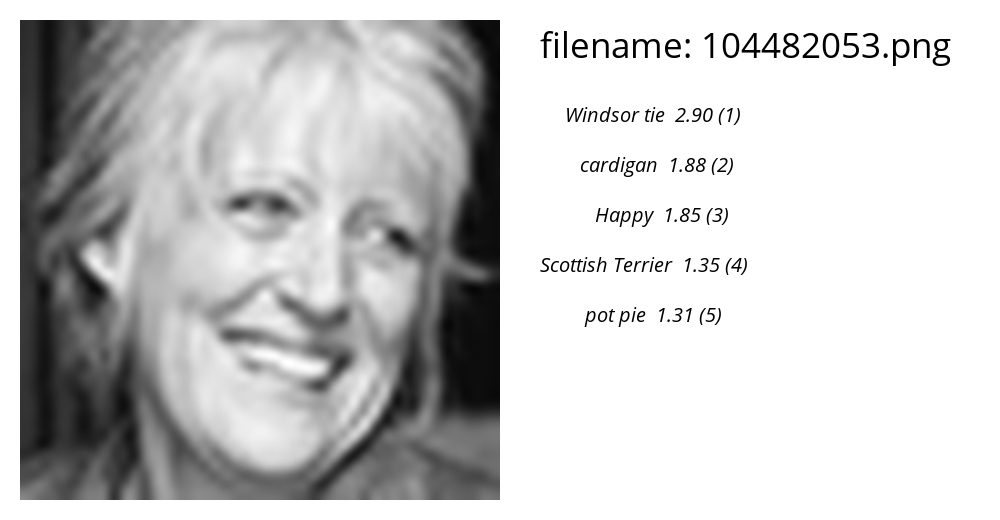 filename: 104482053.png
Windsor tie 2.90 (1)
cardigan 1.88 (2)
Happy 1.85 (3)
Scottish Terrier 1.35 (4)
pot pie 1.31 (5)